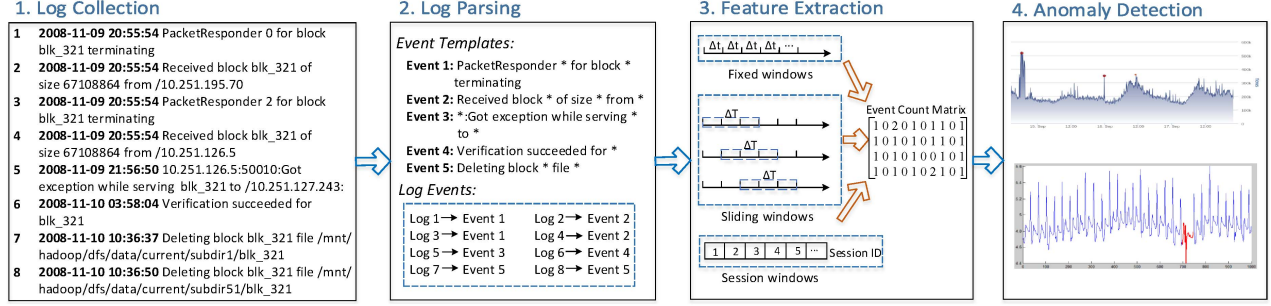 1. Log Collection
1 2008-11-09 20:55:54 PacketResponder 0 for block
blk_321 terminating
2 2008-11-09 20:55:54 Received block blk_321 of
size 67108864 from /10.251.195.70
3 2008-11-09 20:55:54 PacketResponder 2 for block
blk_321 terminating
4 2008-11-09 20:55:54 Received block blk_321 of
size 67108864 from /10.251.126.5
5 2008-11-09 21:56:50 10.251.126.5:50010:Got
exception while serving blk_321 to /10.251.127.243:
6 2008-11-10 03:58:04 Verification succeeded for
blk_321
7 2008-11-10 10:36:37 Deleting block blk_321 file /mnt/
hadoop/dfs/data/current/subdir1/blk_321
8 2008-11-10 10:36:50 Deleting block blk_321 file /mnt/
hadoop/dfs/data/current/subdir51/blk_321
2. Log Parsing
Event Templates:
Event 1: PacketResponder * for block *
terminating
Event 2: Received block * of size * from *
Event 3: *:Got exception while serving *
to *
Event 4: Verification succeeded for *
Event 5: Deleting block * file *
Log Events:
Log 1 → Event 1 Log 2 → Event 2
Log 3 → Event 1 Log 4 → Event 2
Log 5 → Event 3 Log 6 → Event 4
Log 7 → Event 5 Log 8 → Event 5
3. Feature Extraction
Δt Δt Δt Δt ...
Fixed windows
ΔT
ΔT
ΔT
Sliding windows
1 2 3 4 5 ... Session ID
Session windows
Event Count Matrix
1 0 2 0 1 0 1 1 0 1
1 0 0 0 1 0 1 1 0 1
1 0 1 0 0 1 0 1 0 1
1 0 1 0 1 0 2 1 0 1
4. Anomaly Detection